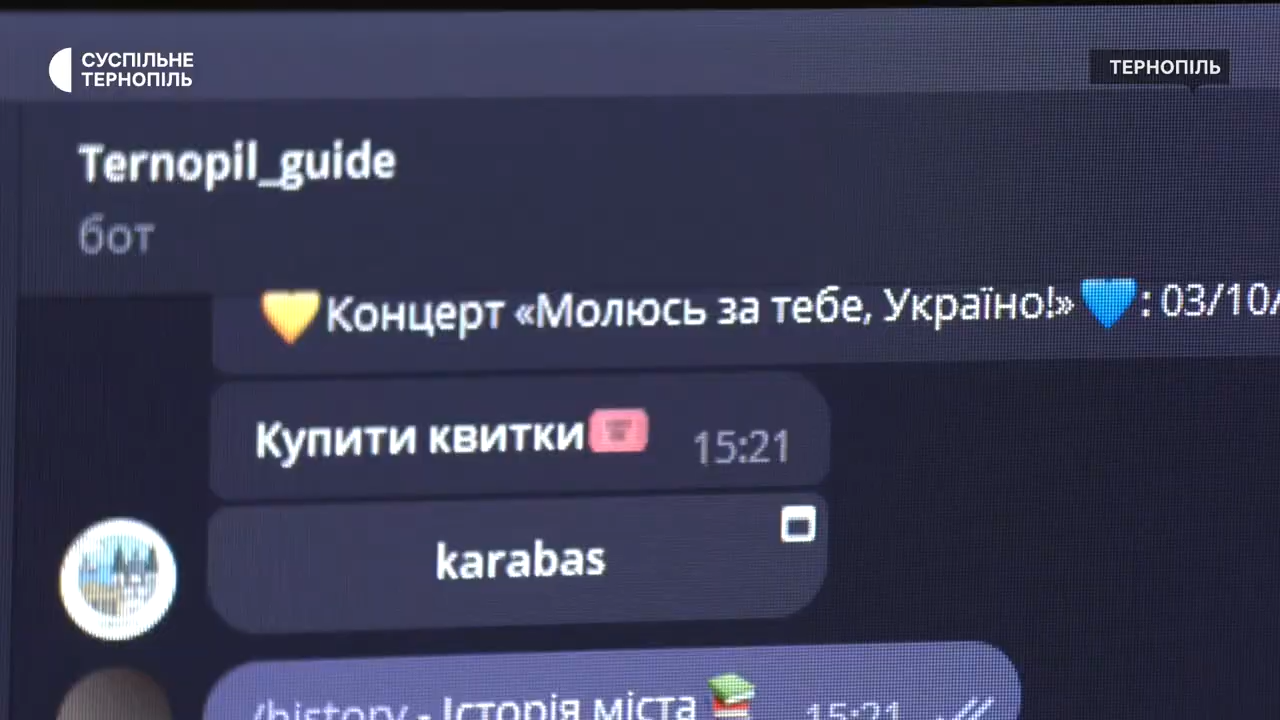 СУСПІЛЬНЕ
ТЕРНОПІЛЬ
ТЕРНОПІЛЬ
Ternopil_guide
бот
💛Концерт «Молюсь за тебе, Україно!»💙: 03/10/
Купити квитки🎫 15:21
karabas
/history - Історія міста 📚 15:21